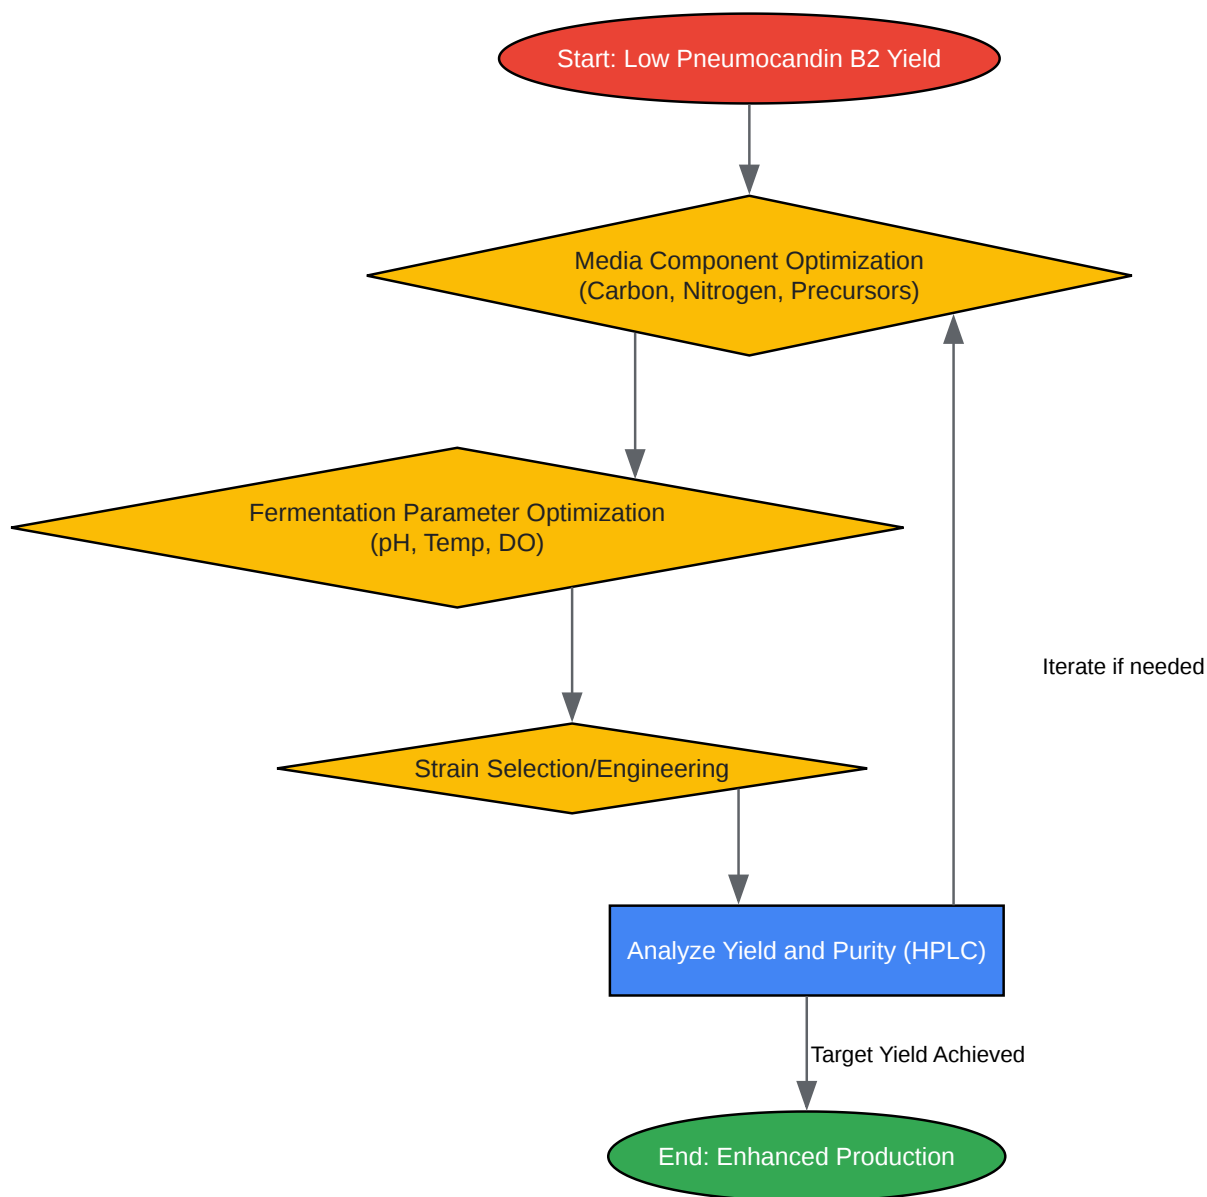 Start: Low Pneumocandin B2 Yield
Media Component Optimization
(Carbon, Nitrogen, Precursors)
Fermentation Parameter Optimization
(pH, Temp, DO)
Iterate if needed
Strain Selection/Engineering
Analyze Yield and Purity (HPLC)
Target Yield Achieved
End: Enhanced Production